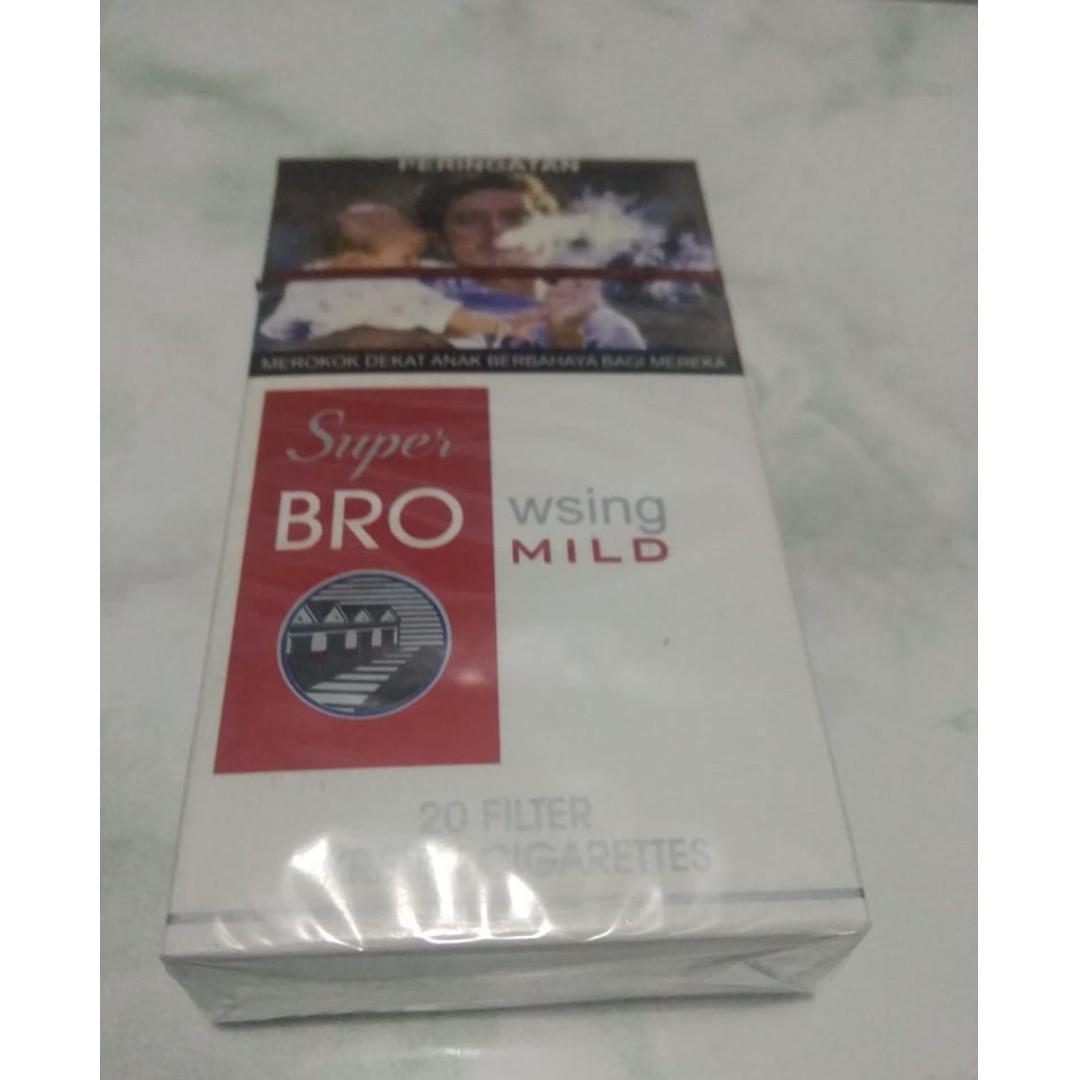 PERINGATAN
MEROKOK DEKAT ANAK BERBAHAYA BAGI MEREKA
Super
BRO wsing
MILD
20 FILTER
CIGARETTES